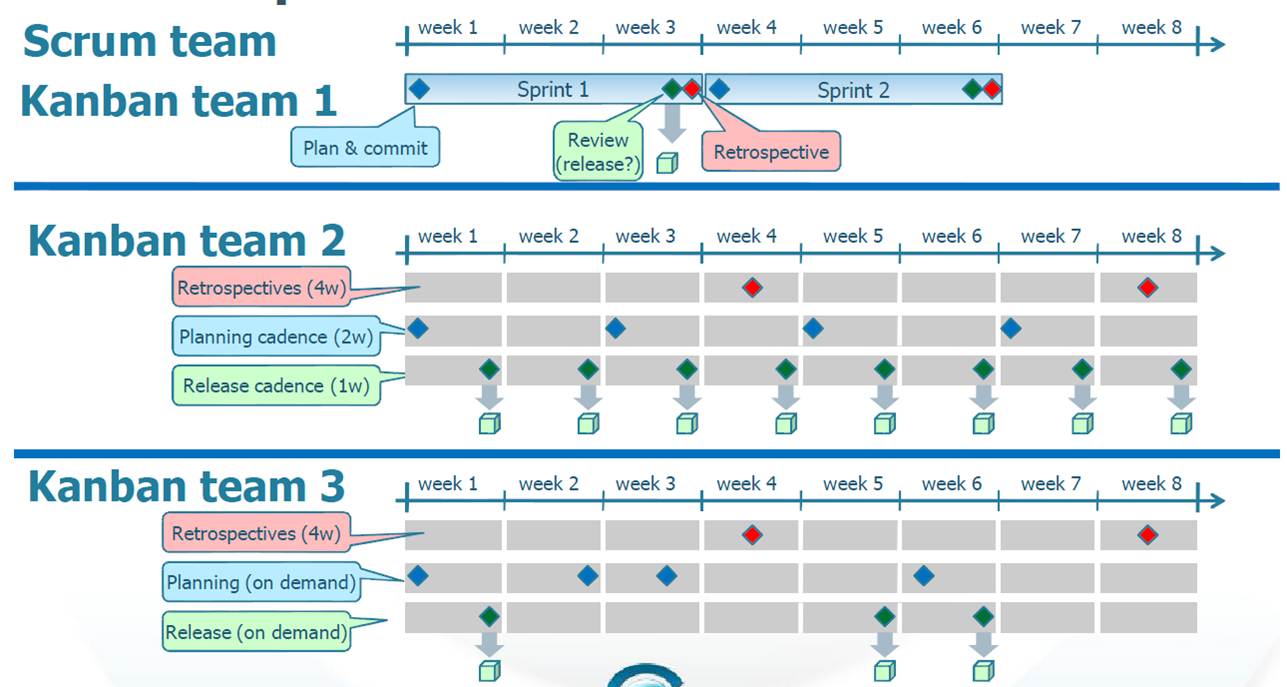 Scrum team
week 1 week 2 week 3 week 4 week 5 week 6 week 7 week 8
Kanban team 1
Sprint 1 Sprint 2
Plan & commit
Review
(release?)
Retrospective
Kanban team 2
week 1 week 2 week 3 week 4 week 5 week 6 week 7 week 8
Retrospectives (4w)
Planning cadence (2w)
Release cadence (1w)
Kanban team 3
week 1 week 2 week 3 week 4 week 5 week 6 week 7 week 8
Retrospectives (4w)
Planning (on demand)
Release (on demand)